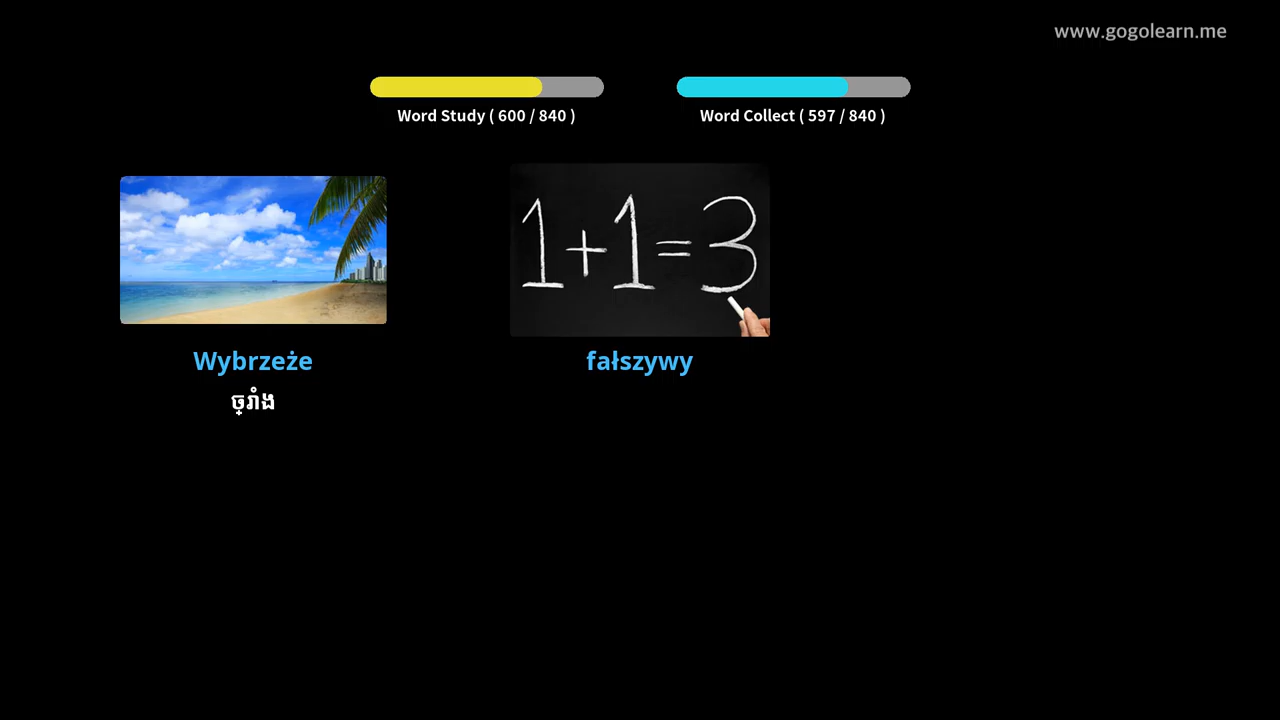 www.gogolearn.me
Word Study ( 600 / 840 )
Word Collect ( 597 / 840 )
1+1=3
Wybrzeże
fałszywy
ច្រាំង